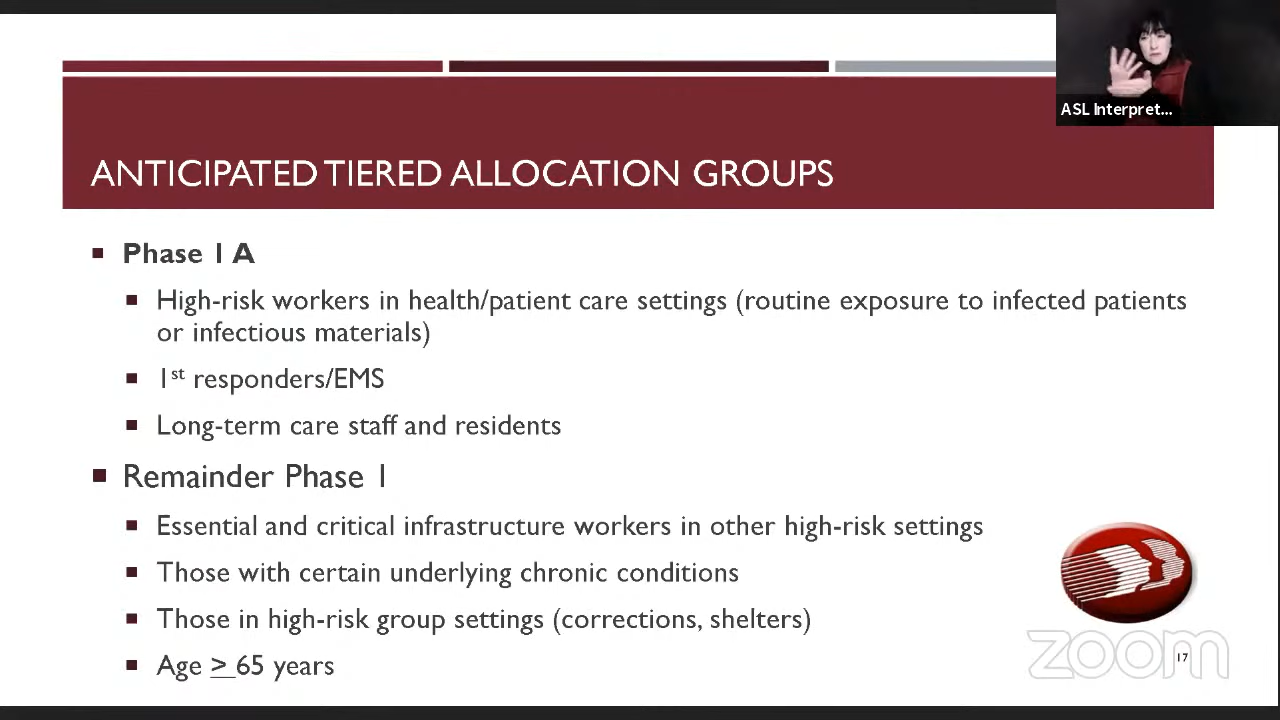 ASL Interpret...
ANTICIPATED TIERED ALLOCATION GROUPS
Phase 1 A
High-risk workers in health/patient care settings (routine exposure to infected patients
or infectious materials)
1st responders/EMS
Long-term care staff and residents
Remainder Phase 1
Essential and critical infrastructure workers in other high-risk settings
Those with certain underlying chronic conditions
Those in high-risk group settings (corrections, shelters)
Age > 65 years
zoom
17